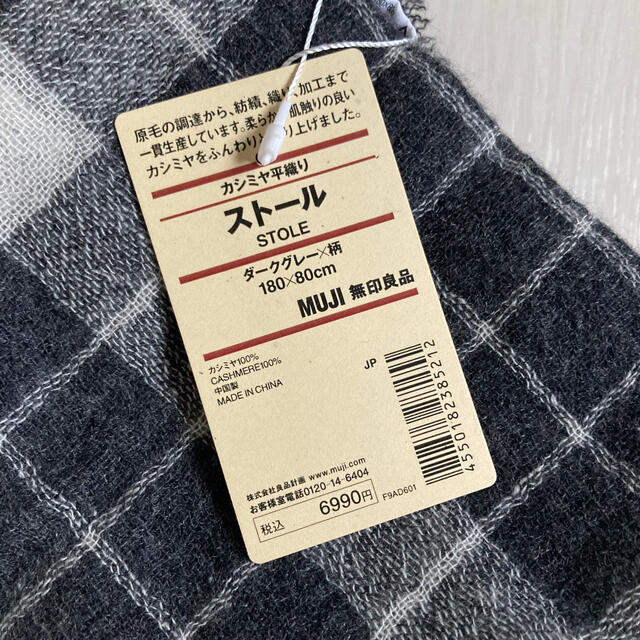 原毛の調達から、紡績、織り、加工まで
一貫生産しています。柔らかく肌触りの良い
カシミヤをふんわりと織り上げました。
カシミヤ平織り
ストール
STOLE
ダークグレー×柄
180×80cm
MUJI 無印良品
カシミヤ100%
CASHMERE100%
中国製
MADE IN CHINA
JP
4550182385212
株式会社良品計画 www.muji.com
お客様室電話0120-14-6404
税込 6990円
F9AD601